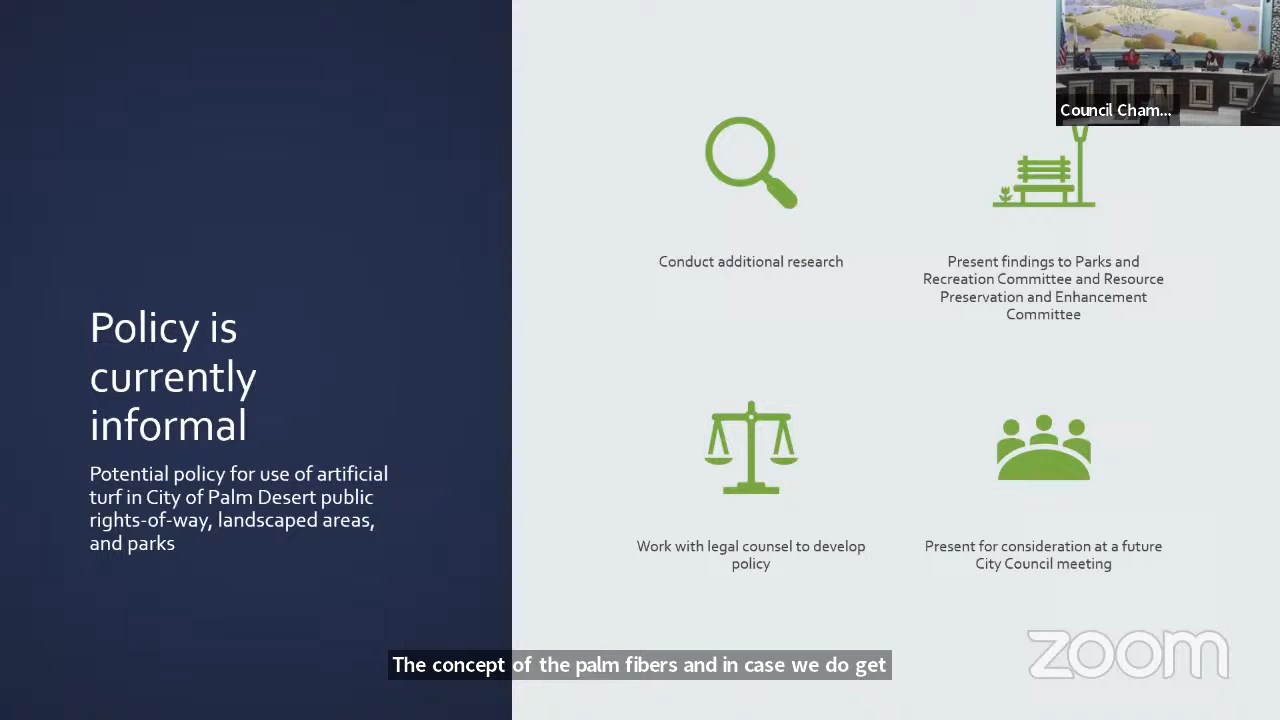 Council Cham...
Policy is
currently
informal
Potential policy for use of artificial
turf in City of Palm Desert public
rights-of-way, landscaped areas,
and parks
Conduct additional research
Present findings to Parks and
Recreation Committee and Resource
Preservation and Enhancement
Committee
Work with legal counsel to develop
policy
Present for consideration at a future
City Council meeting
The concept of the palm fibers and in case we do get
zoom